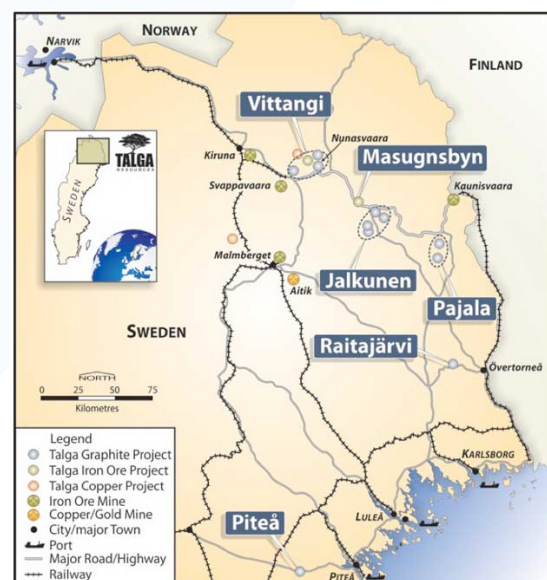 NORWAY
NARVIK
FINLAND
Vittangi
Nunasvaara
Masugnsbyn
TALGA
RESOURCES
SWEDEN
Kiruna
Svappavaara
Kaunisvaara
Malmberget
Aitik
Jalkunen
Pajala
SWEDEN
Raitajärvi
Övertorneå
NORTH
0 25 50 75
Kilometres
Legend
Talga Graphite Project
Talga Iron Ore Project
Talga Copper Project
Iron Ore Mine
Copper/Gold Mine
City/major Town
Port
Major Road/Highway
Railway
KARLSBORG
LULEÅ
Piteå
PITEÅ